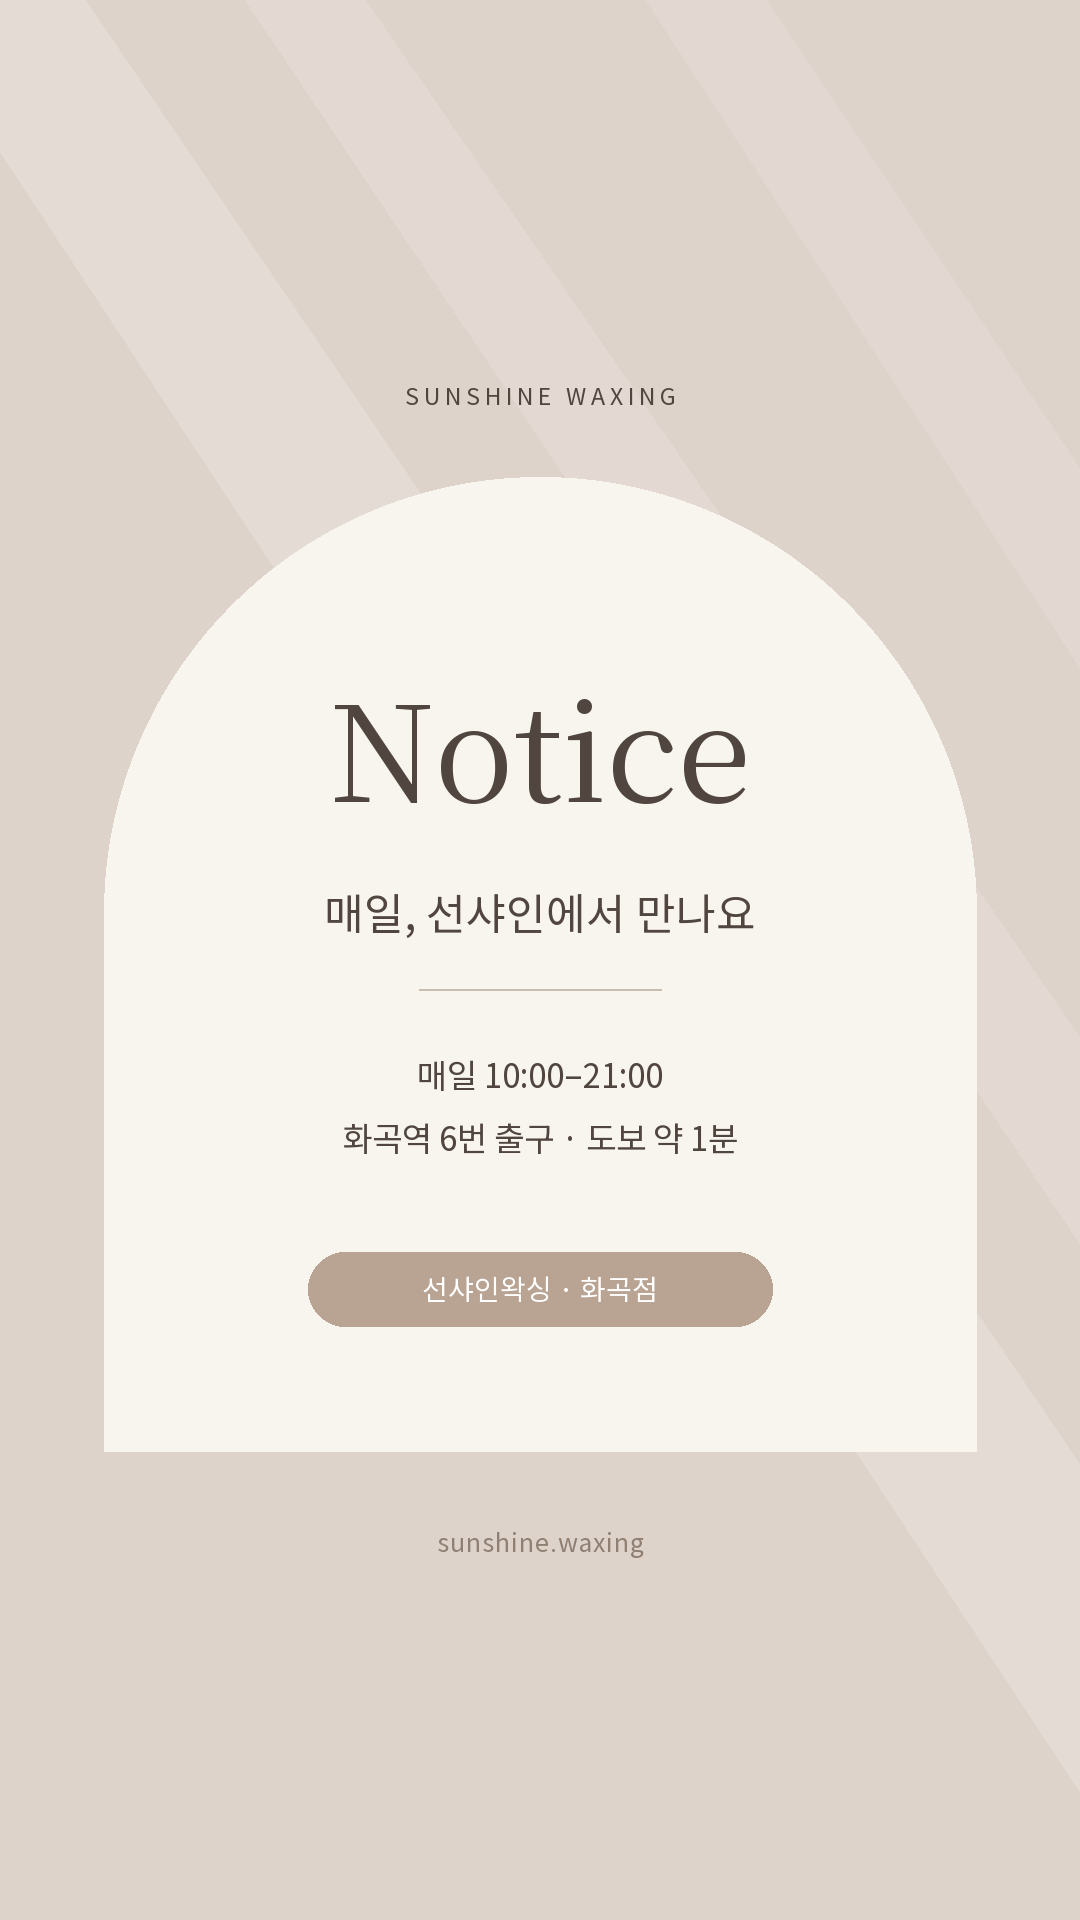 SUNSHINE WAXING
Notice
매일, 선샤인에서 만나요
매일 10:00–21:00
화곡역 6번 출구 · 도보 약 1분
선샤인왁싱 · 화곡점
sunshine.waxing